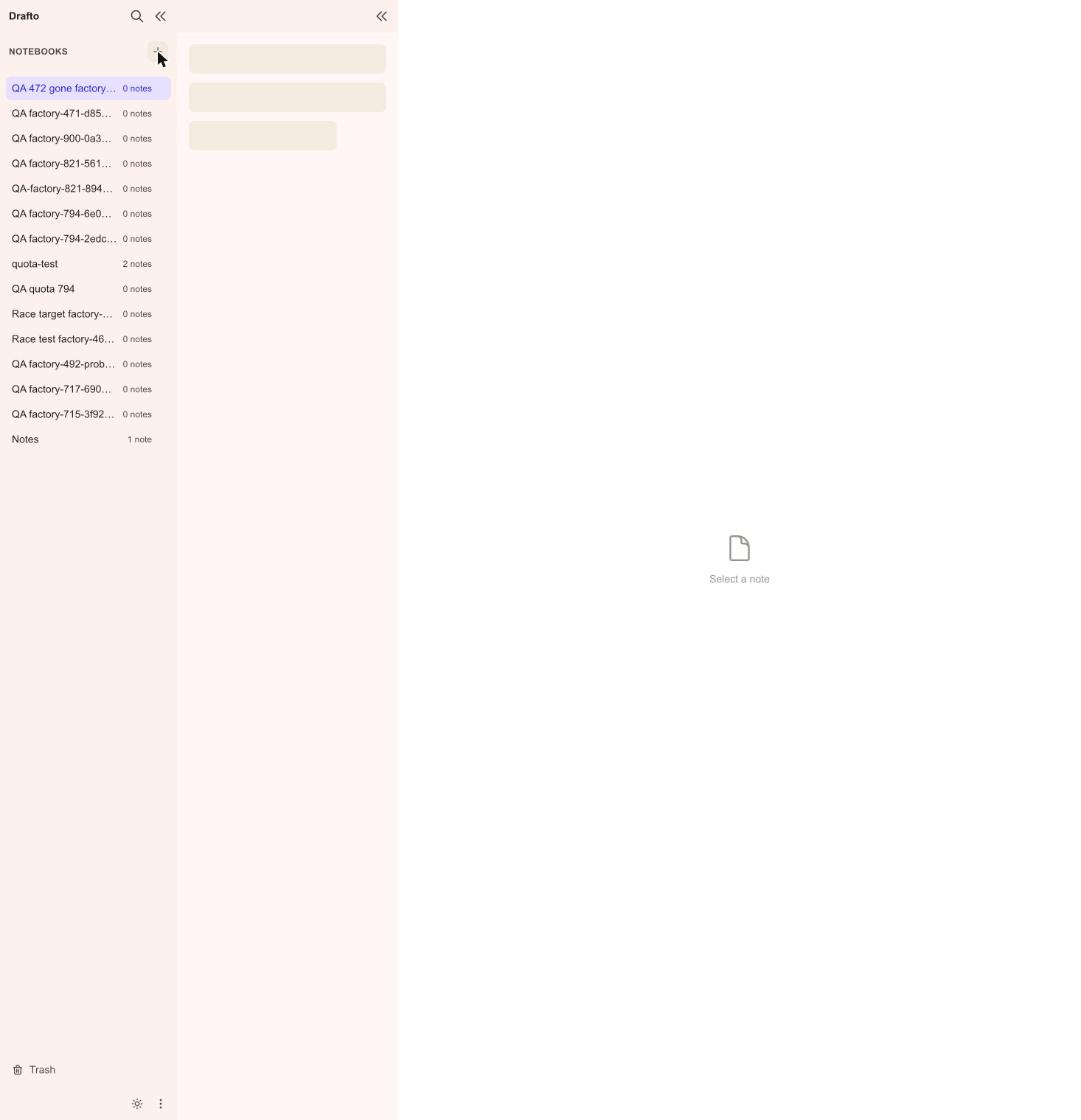 Drafto
NOTEBOOKS
QA 472 gone factory… 0 notes
QA factory-471-d85… 0 notes
QA factory-900-0a3… 0 notes
QA factory-821-561… 0 notes
QA-factory-821-894… 0 notes
QA factory-794-6e0… 0 notes
QA factory-794-2edc… 0 notes
quota-test 2 notes
QA quota 794 0 notes
Race target factory-… 0 notes
Race test factory-46… 0 notes
QA factory-492-prob… 0 notes
QA factory-717-690… 0 notes
QA factory-715-3f92… 0 notes
Notes 1 note
Select a note
Trash